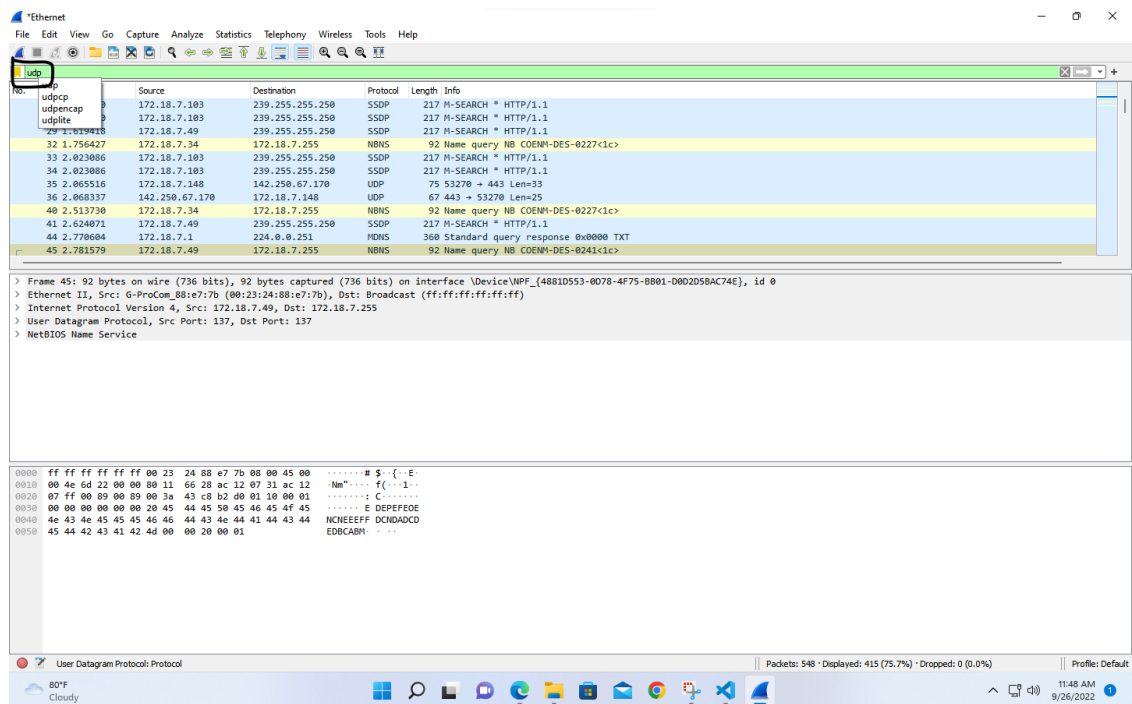 *Ethernet
File Edit View Go Capture Analyze Statistics Telephony Wireless Tools Help
udp
udp
udpcp
udpencap
udplite
No. Source Destination Protocol Length Info
172.18.7.103 239.255.255.250 SSDP 217 M-SEARCH * HTTP/1.1
172.18.7.103 239.255.255.250 SSDP 217 M-SEARCH * HTTP/1.1
29 1.619418 172.18.7.49 239.255.255.250 SSDP 217 M-SEARCH * HTTP/1.1
32 1.756427 172.18.7.34 172.18.7.255 NBNS 92 Name query NB COENM-DES-0227<1c>
33 2.023086 172.18.7.103 239.255.255.250 SSDP 217 M-SEARCH * HTTP/1.1
34 2.023086 172.18.7.103 239.255.255.250 SSDP 217 M-SEARCH * HTTP/1.1
35 2.065516 172.18.7.148 142.250.67.170 UDP 75 53270 → 443 Len=33
36 2.068337 142.250.67.170 172.18.7.148 UDP 67 443 → 53270 Len=25
40 2.513730 172.18.7.34 172.18.7.255 NBNS 92 Name query NB COENM-DES-0227<1c>
41 2.624071 172.18.7.49 239.255.255.250 SSDP 217 M-SEARCH * HTTP/1.1
44 2.770604 172.18.7.1 224.0.0.251 MDNS 360 Standard query response 0x0000 TXT
45 2.781579 172.18.7.49 172.18.7.255 NBNS 92 Name query NB COENM-DES-0241<1c>
> Frame 45: 92 bytes on wire (736 bits), 92 bytes captured (736 bits) on interface \Device\NPF_{4881D553-0D78-4F75-BB01-D0D2D5BAC74E}, id 0
> Ethernet II, Src: G-ProCom_88:e7:7b (00:23:24:88:e7:7b), Dst: Broadcast (ff:ff:ff:ff:ff:ff)
> Internet Protocol Version 4, Src: 172.18.7.49, Dst: 172.18.7.255
> User Datagram Protocol, Src Port: 137, Dst Port: 137
> NetBIOS Name Service
0000 ff ff ff ff ff ff 00 23 24 88 e7 7b 08 00 45 00 ·······# $··{··E·
0010 00 4e 6d 22 00 00 80 11 66 28 ac 12 07 31 ac 12 ·Nm"···· f(···1··
0020 07 ff 00 89 00 89 00 3a 43 c8 b2 d0 01 10 00 01 ·······: C·······
0030 00 00 00 00 00 00 20 45 44 45 50 45 46 45 4f 45 ······ E DEPEFEOE
0040 4e 43 4e 45 45 45 46 46 44 43 4e 44 41 44 43 44 NCNEEEFF DCNDADCD
0050 45 44 42 43 41 42 4d 00 00 20 00 01 EDBCABM· · ··
User Datagram Protocol: Protocol Packets: 548 · Displayed: 415 (75.7%) · Dropped: 0 (0.0%) Profile: Default
80°F
Cloudy
11:48 AM
9/26/2022
1